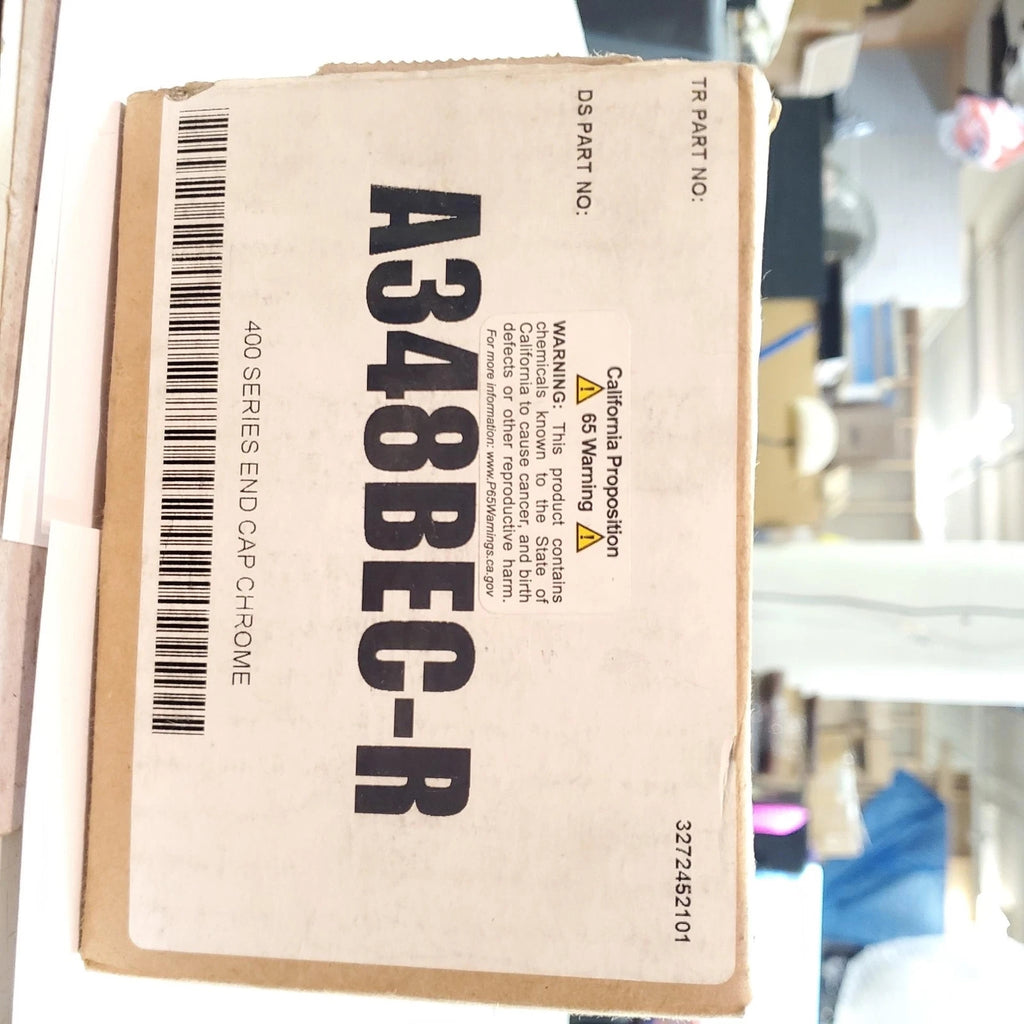 TR PART NO:
3272452101
DS PART NO:
California Proposition
65 Warning
WARNING: This product contains
chemicals known to the State of
California to cause cancer, and birth
defects or other reproductive harm.
For more information: www.P65Warnings.ca.gov
A348BEC-R
400 SERIES END CAP CHROME